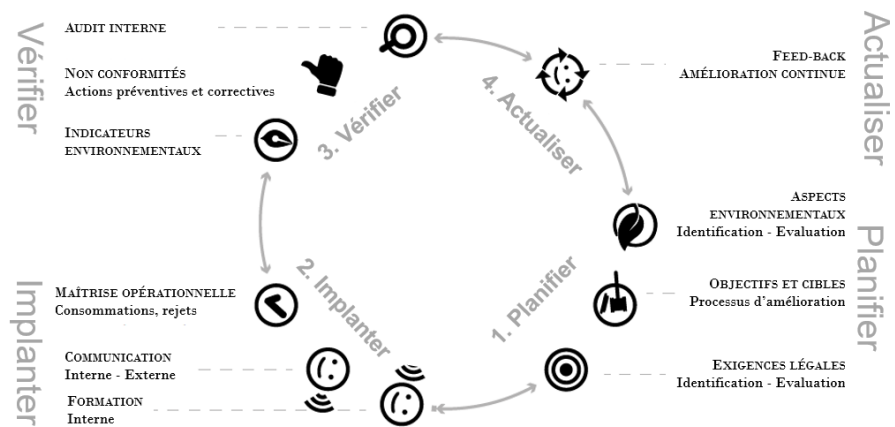 Vérifier
AUDIT INTERNE
NON CONFORMITÉS
Actions préventives et correctives
INDICATEURS
ENVIRONNEMENTAUX
3. Vérifier
4. Actualiser
FEED-BACK
AMÉLIORATION CONTINUE
Actualiser
ASPECTS
ENVIRONNEMENTAUX
Identification - Evaluation
OBJECTIFS ET CIBLES
Processus d'amélioration
EXIGENCES LÉGALES
Identification - Evaluation
Planifier
1. Planifier
2. Implanter
MAÎTRISE OPÉRATIONNELLE
Consommations, rejets
COMMUNICATION
Interne - Externe
FORMATION
Interne
Implanter